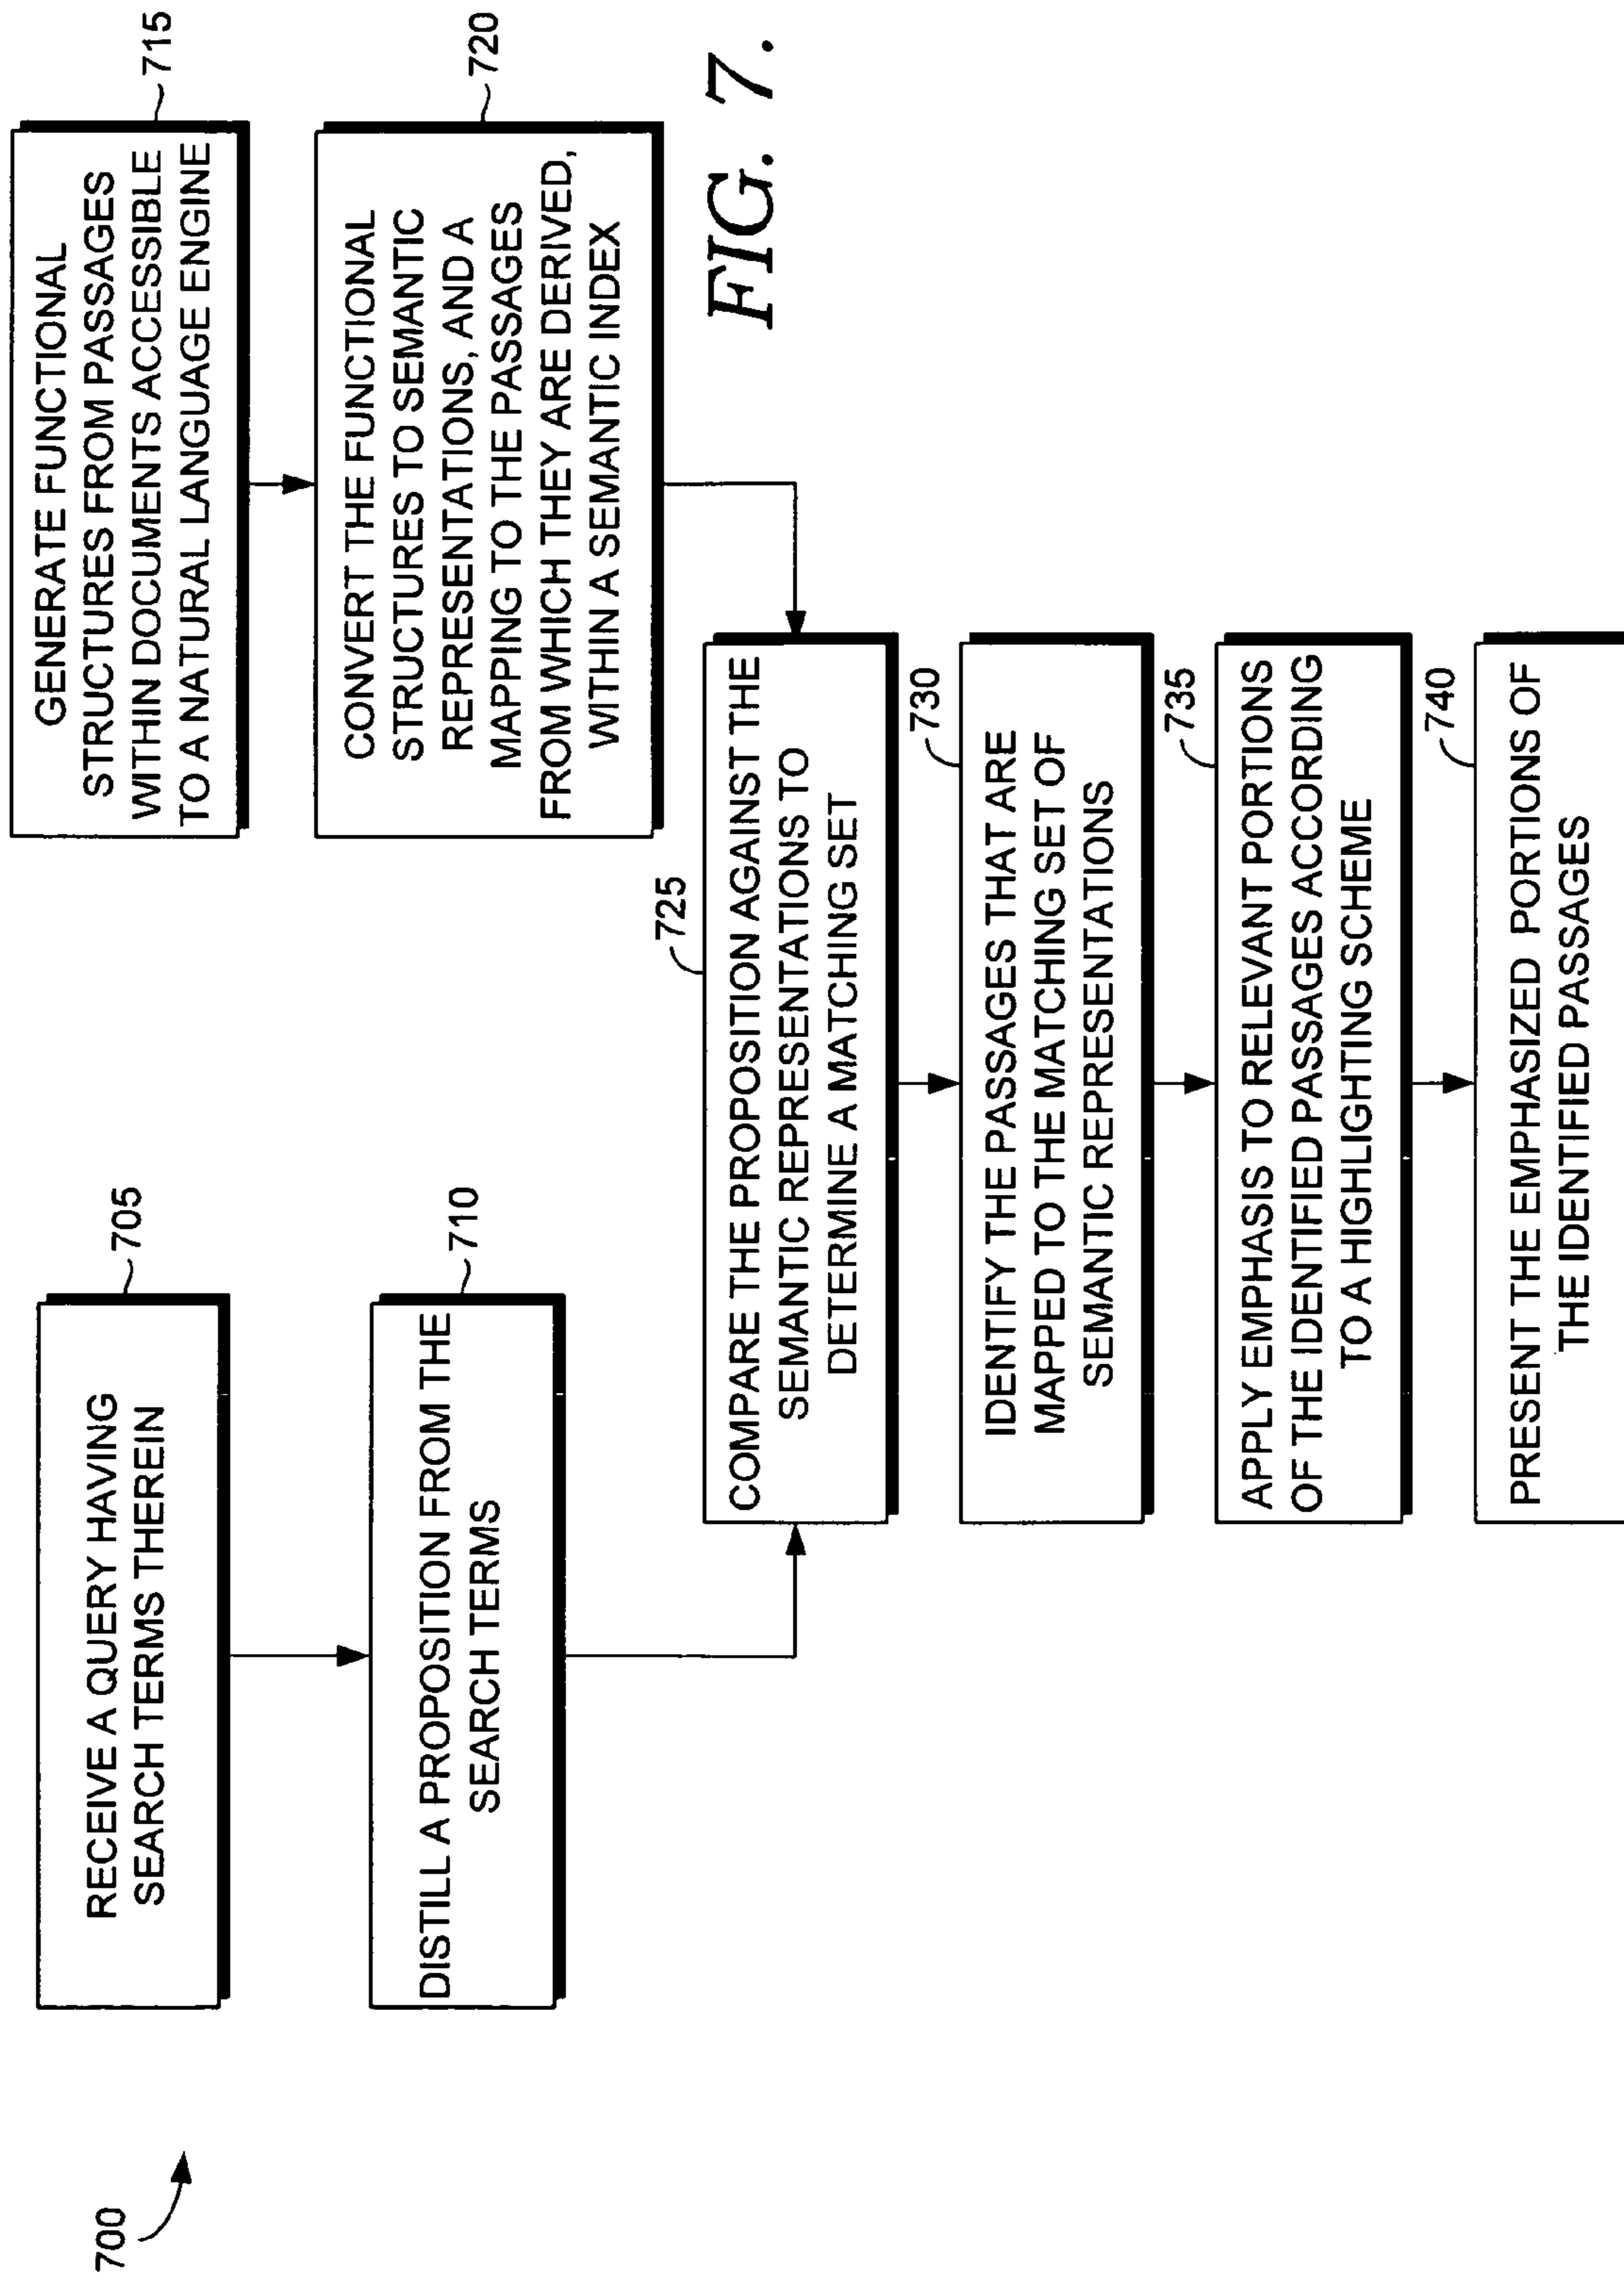 700
RECEIVE A QUERY HAVING
SEARCH TERMS THEREIN
705
DISTILL A PROPOSITION FROM THE
SEARCH TERMS
710
GENERATE FUNCTIONAL
STRUCTURES FROM PASSAGES
WITHIN DOCUMENTS ACCESSIBLE
TO A NATURAL LANGUAGE ENGINE
715
CONVERT THE FUNCTIONAL
STRUCTURES TO SEMANTIC
REPRESENTATIONS, AND A
MAPPING TO THE PASSAGES
FROM WHICH THEY ARE DERIVED,
WITHIN A SEMANTIC INDEX
720
725
COMPARE THE PROPOSITION AGAINST THE
SEMANTIC REPRESENTATIONS TO
DETERMINE A MATCHING SET
730
IDENTIFY THE PASSAGES THAT ARE
MAPPED TO THE MATCHING SET OF
SEMANTIC REPRESENTATIONS
735
APPLY EMPHASIS TO RELEVANT PORTIONS
OF THE IDENTIFIED PASSAGES ACCORDING
TO A HIGHLIGHTING SCHEME
740
PRESENT THE EMPHASIZED PORTIONS OF
THE IDENTIFIED PASSAGES
FIG. 7.